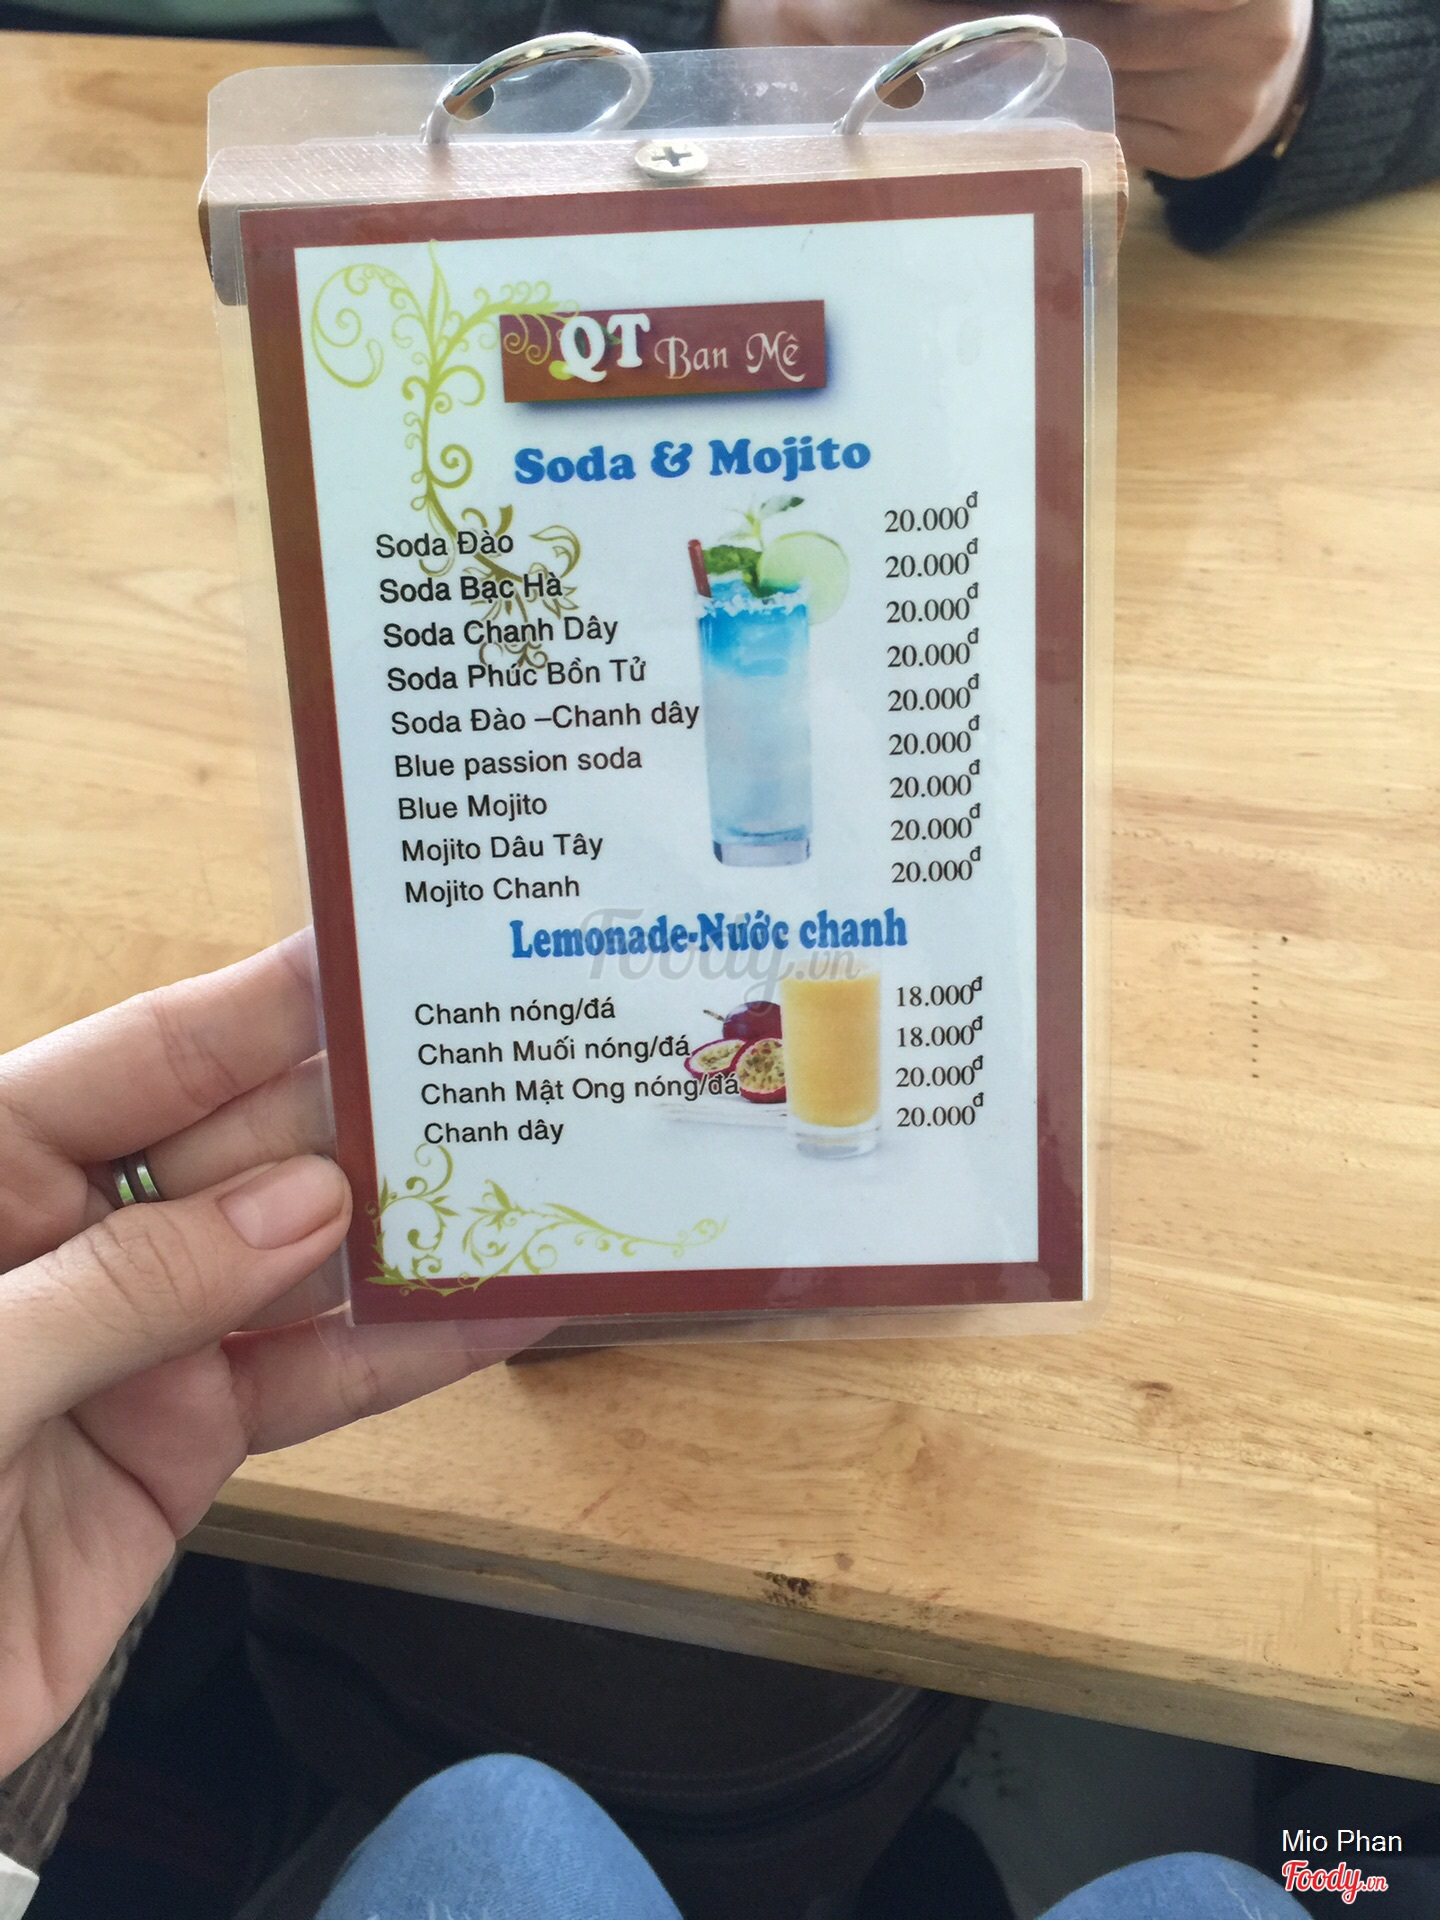 QT Ban Mê
Soda & Mojito
Soda Đào 20.000đ
Soda Bạc Hà 20.000đ
Soda Chanh Dây 20.000đ
Soda Phúc Bồn Tử 20.000đ
Soda Đào –Chanh dây 20.000đ
Blue passion soda 20.000đ
Blue Mojito 20.000đ
Mojito Dâu Tây 20.000đ
Mojito Chanh 20.000đ
Lemonade-Nước chanh
Foody.vn
Chanh nóng/đá 18.000đ
Chanh Muối nóng/đá 18.000đ
Chanh Mật Ong nóng/đá 20.000đ
Chanh dây 20.000đ
Mio Phan
Foody.vn